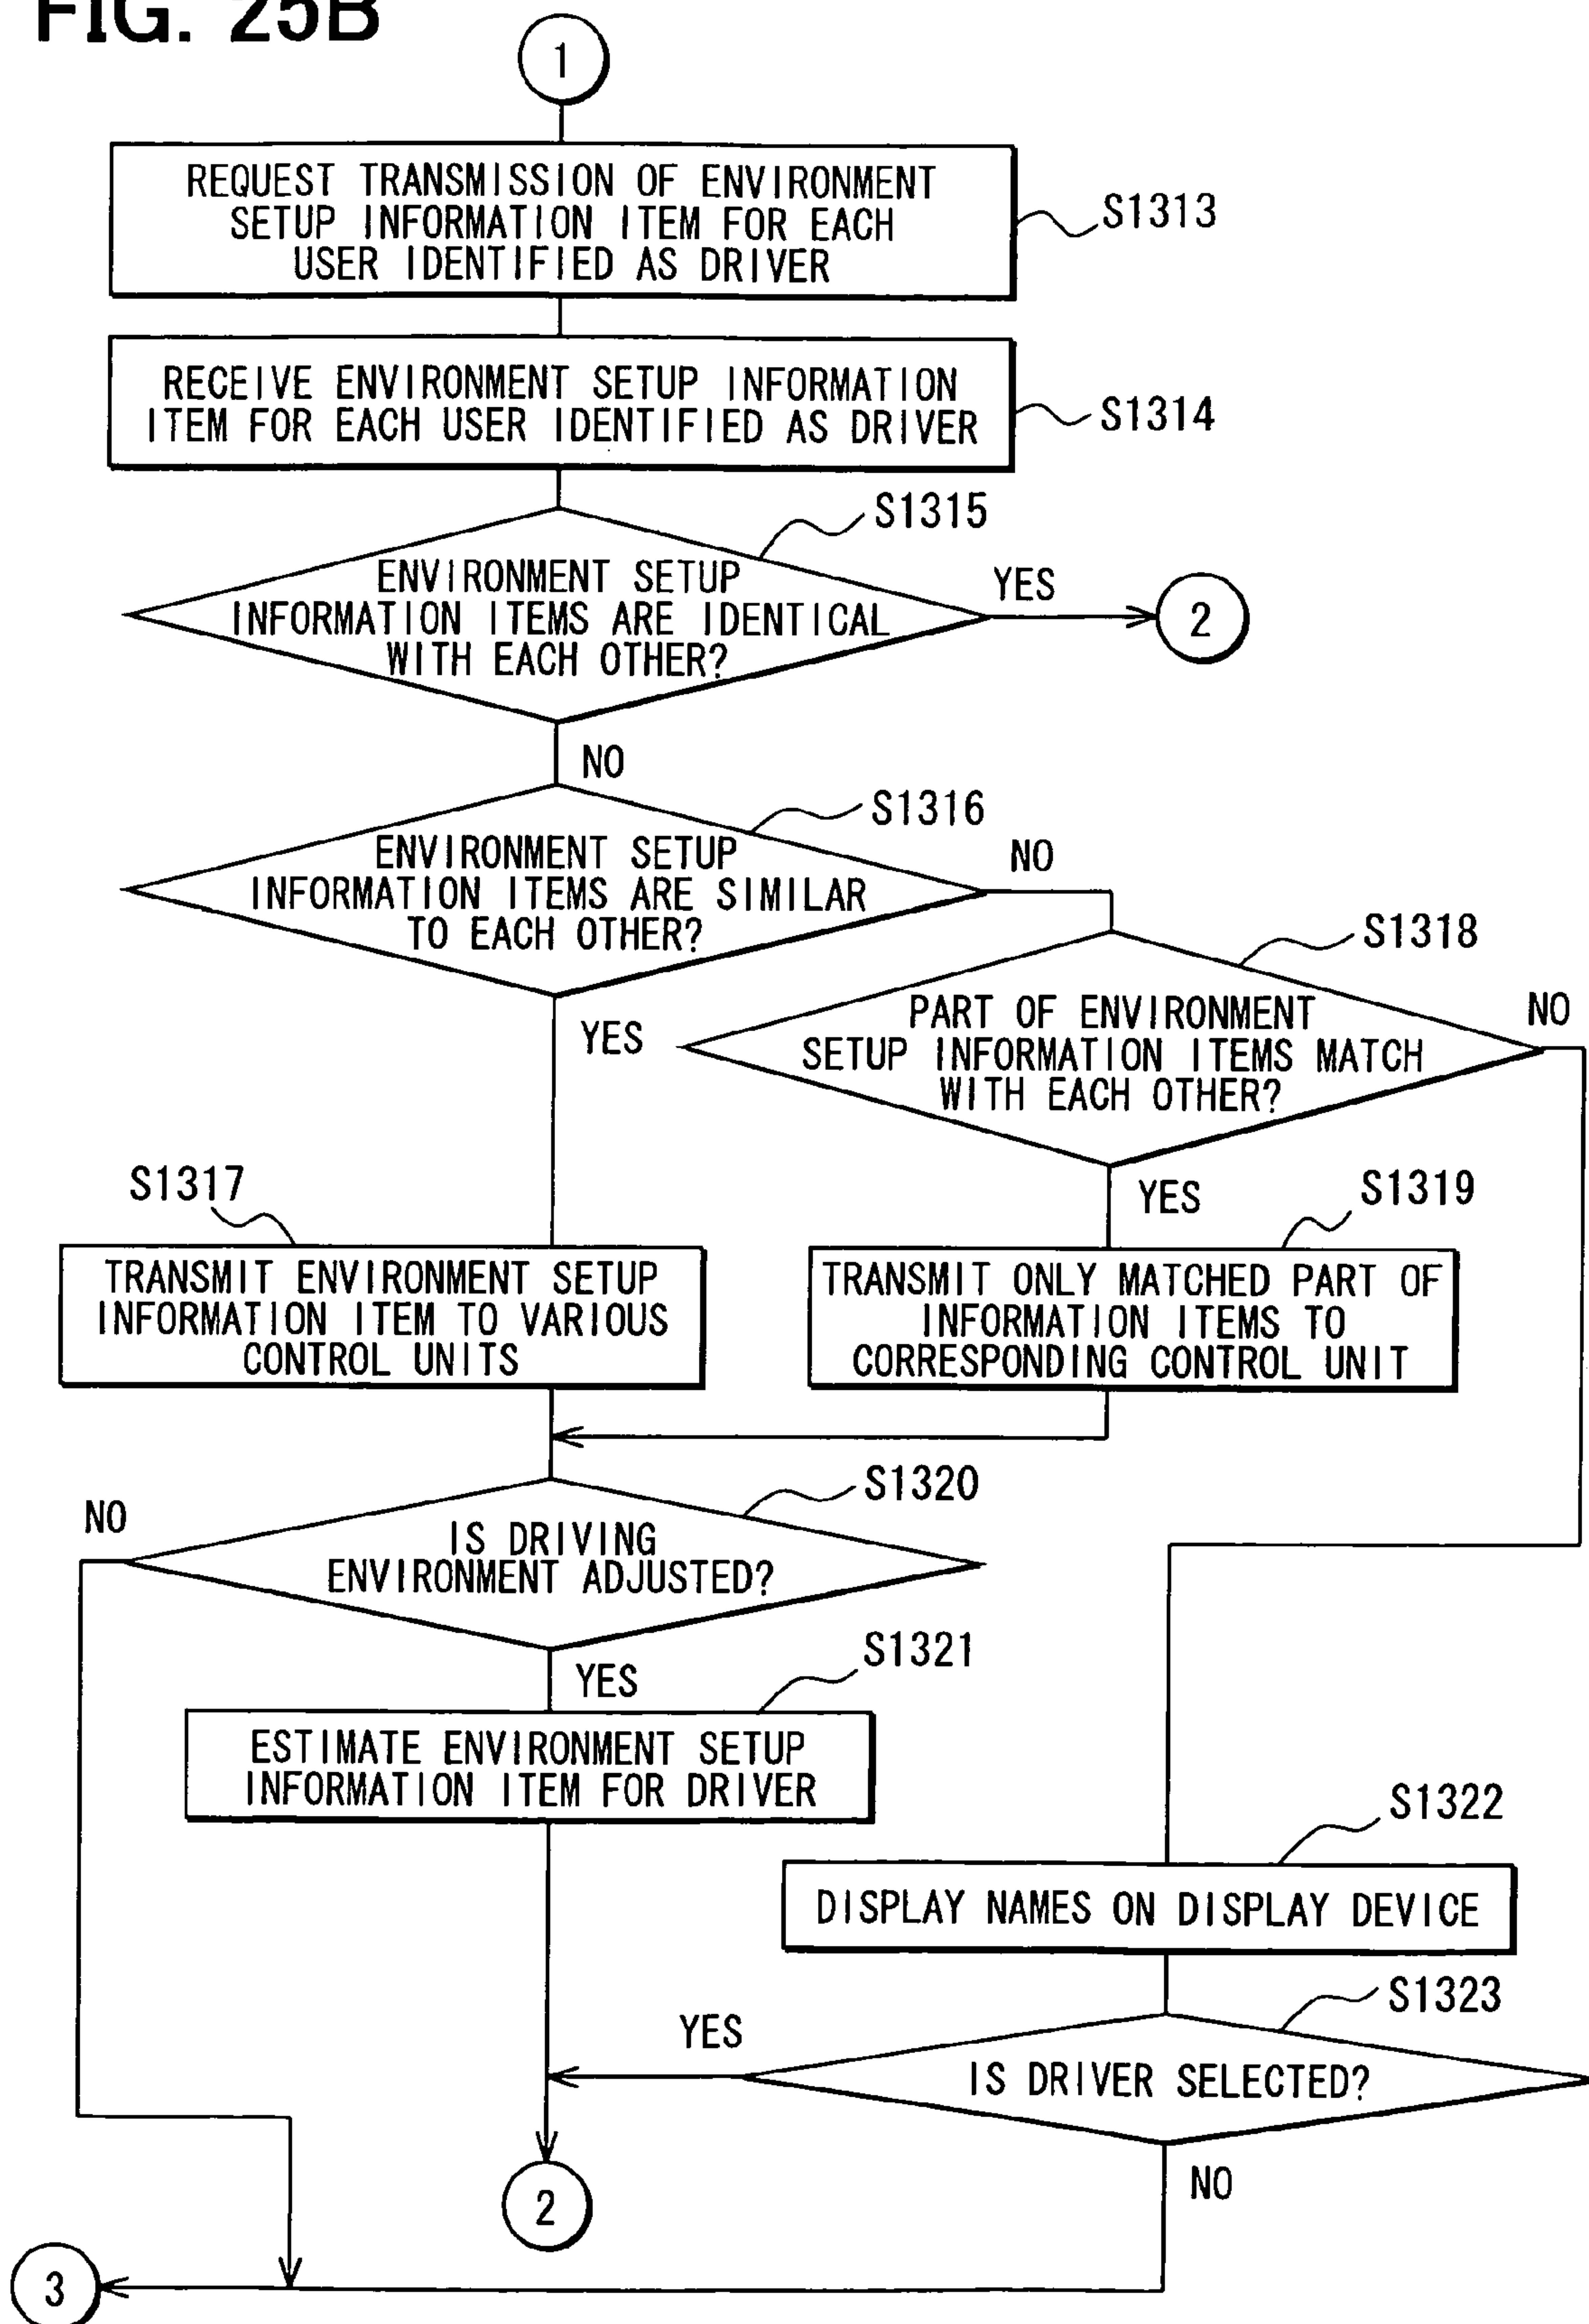 FIG. 25B
1
REQUEST TRANSMISSION OF ENVIRONMENT
SETUP INFORMATION ITEM FOR EACH
USER IDENTIFIED AS DRIVER
S1313
RECEIVE ENVIRONMENT SETUP INFORMATION
ITEM FOR EACH USER IDENTIFIED AS DRIVER
S1314
S1315
ENVIRONMENT SETUP
INFORMATION ITEMS ARE IDENTICAL
WITH EACH OTHER?
YES
2
NO
S1316
ENVIRONMENT SETUP
INFORMATION ITEMS ARE SIMILAR
TO EACH OTHER?
NO
S1318
YES
PART OF ENVIRONMENT
SETUP INFORMATION ITEMS MATCH
WITH EACH OTHER?
NO
S1317
YES
S1319
TRANSMIT ENVIRONMENT SETUP
INFORMATION ITEM TO VARIOUS
CONTROL UNITS
TRANSMIT ONLY MATCHED PART OF
INFORMATION ITEMS TO
CORRESPONDING CONTROL UNIT
S1320
NO
IS DRIVING
ENVIRONMENT ADJUSTED?
S1321
YES
ESTIMATE ENVIRONMENT SETUP
INFORMATION ITEM FOR DRIVER
S1322
DISPLAY NAMES ON DISPLAY DEVICE
S1323
YES
IS DRIVER SELECTED?
NO
2
3